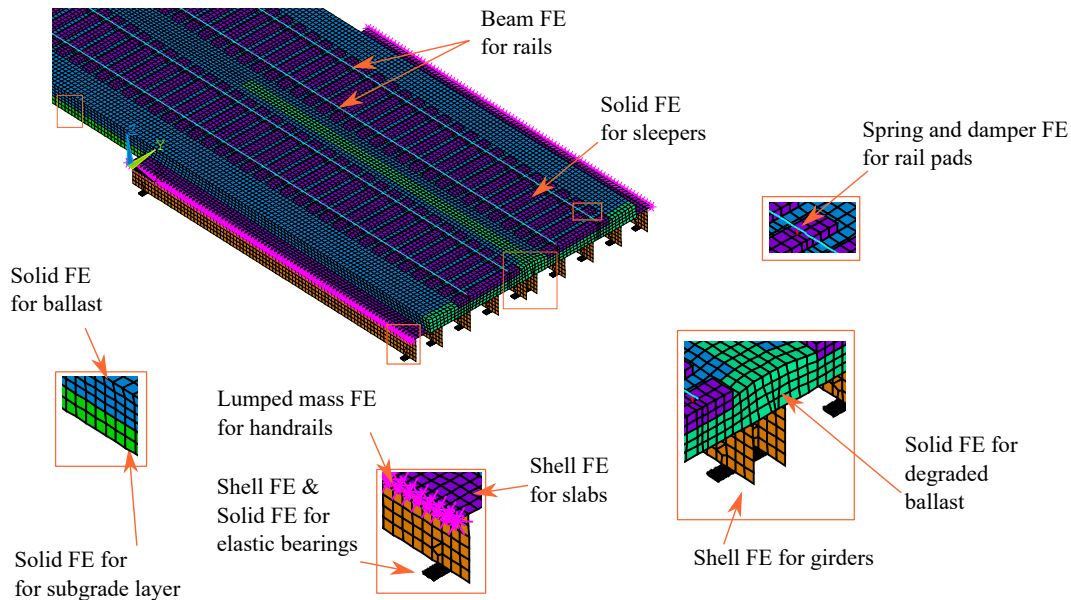 Beam FE
for rails
Solid FE
for sleepers
Spring and damper FE
for rail pads
Y
Solid FE
for ballast
Lumped mass FE
for handrails
Shell FE &
Solid FE for
elastic bearings
Shell FE
for slabs
Solid FE for
degraded
ballast
Shell FE for girders
Solid FE for
for subgrade layer